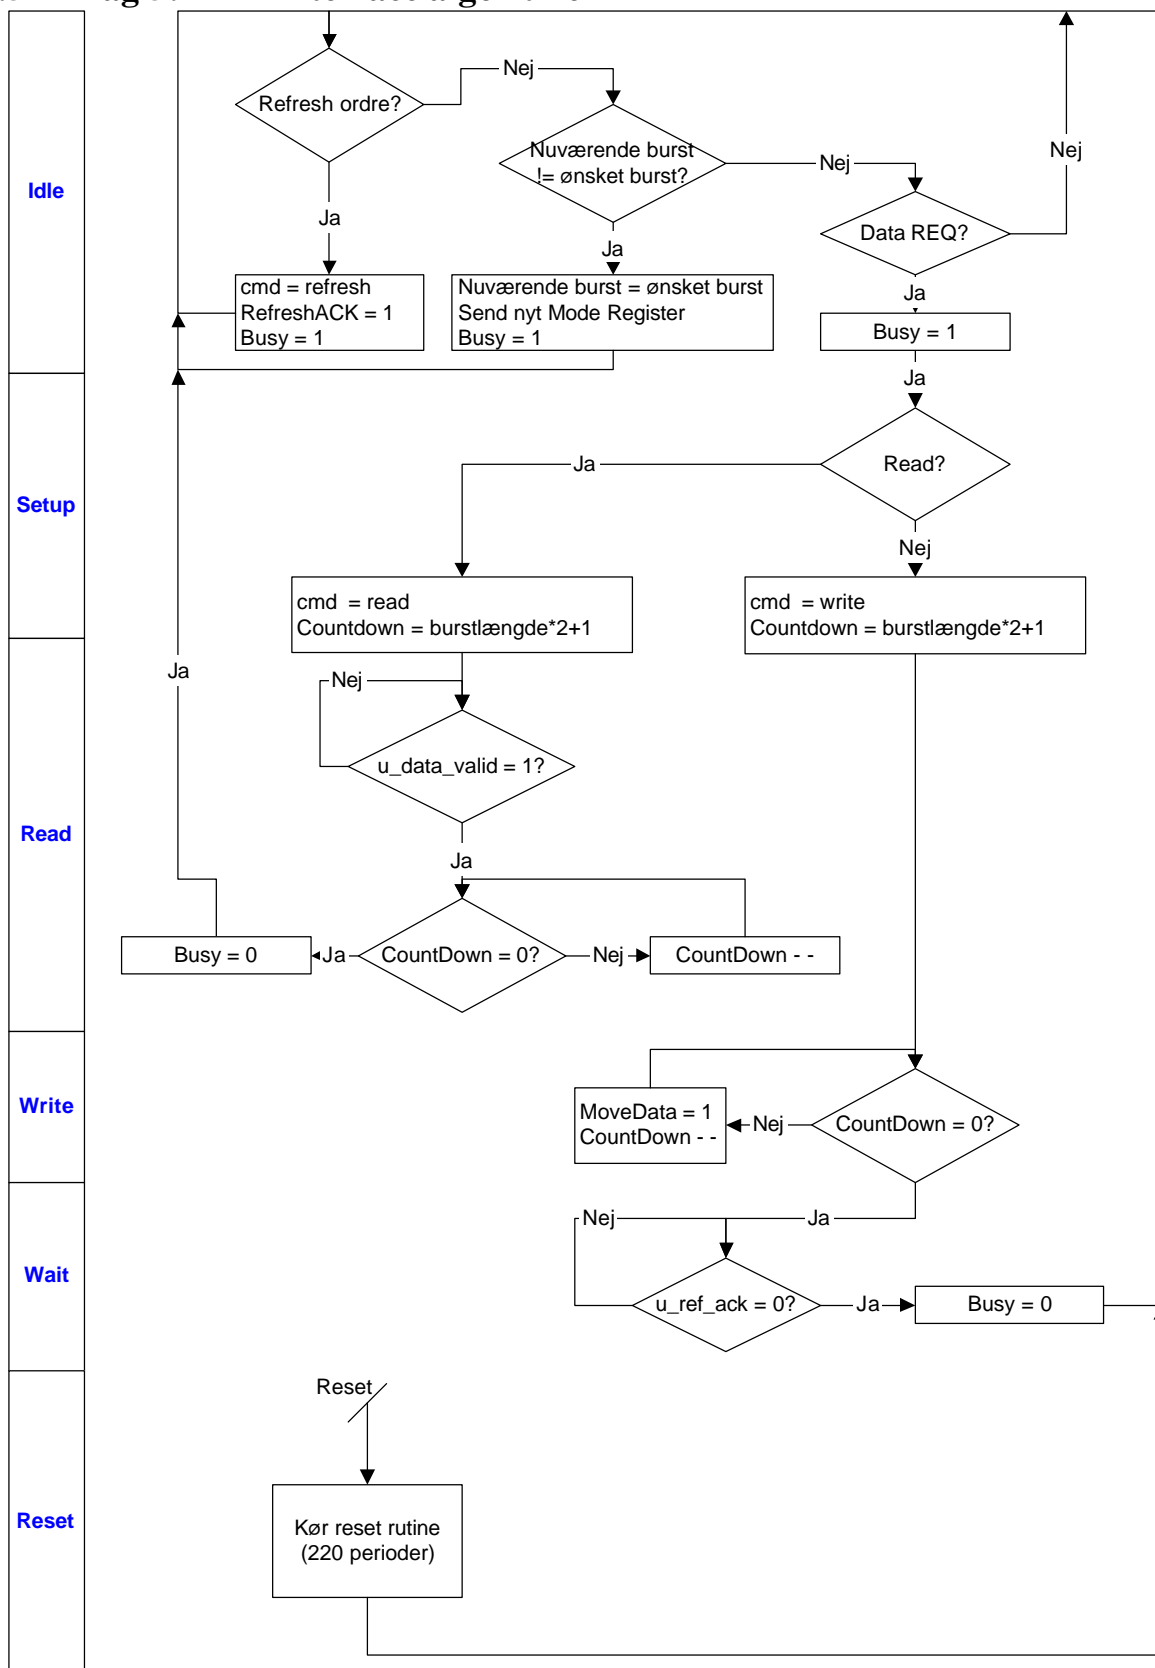 Refresh ordre?
Nej
Nuværende burst
!= ønsket burst?
Nej
Nej
Idle
Data REQ?
Ja
Ja
cmd = refresh
RefreshACK = 1
Busy = 1
Nuværende burst = ønsket burst
Send nyt Mode Register
Busy = 1
Ja
Busy = 1
Ja
Setup
Ja
Read?
Nej
cmd = read
Countdown = burstlængde*2+1
cmd = write
Countdown = burstlængde*2+1
Ja
Nej
u_data_valid = 1?
Read
Ja
Busy = 0
Ja
CountDown = 0?
Nej
CountDown - -
Write
MoveData = 1
CountDown - -
Nej
CountDown = 0?
Nej
Ja
Wait
u_ref_ack = 0?
Ja
Busy = 0
Reset
Reset
Kør reset rutine
(220 perioder)